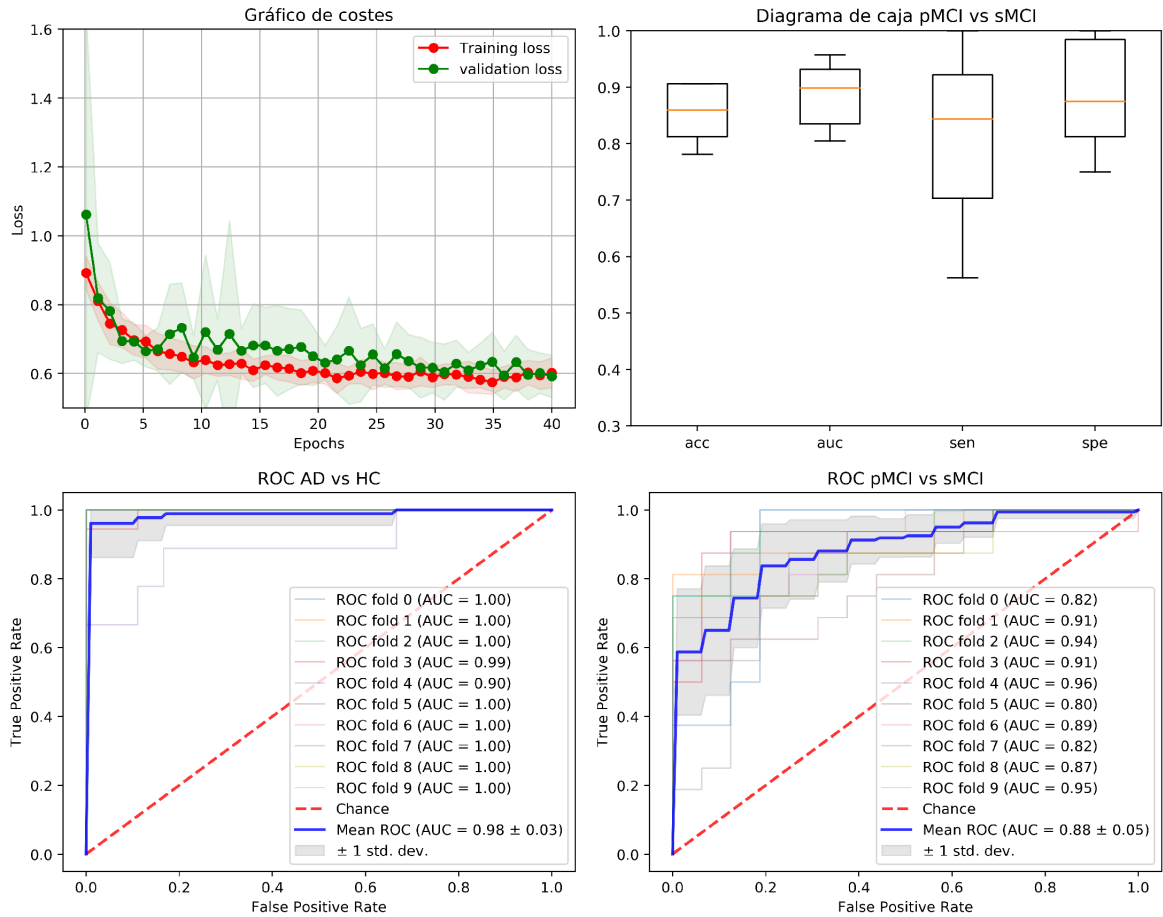 Gráfico de costes
1.6
1.4
1.2
1.0
0.8
0.6
Loss
Training loss
validation loss
0 5 10 15 20 25 30 35 40
Epochs
Diagrama de caja pMCI vs sMCI
1.0
0.9
0.8
0.7
0.6
0.5
0.4
0.3
acc auc sen spe
ROC AD vs HC
1.0
0.8
0.6
0.4
0.2
0.0
True Positive Rate
ROC fold 0 (AUC = 1.00)
ROC fold 1 (AUC = 1.00)
ROC fold 2 (AUC = 1.00)
ROC fold 3 (AUC = 0.99)
ROC fold 4 (AUC = 0.90)
ROC fold 5 (AUC = 1.00)
ROC fold 6 (AUC = 1.00)
ROC fold 7 (AUC = 1.00)
ROC fold 8 (AUC = 1.00)
ROC fold 9 (AUC = 1.00)
Chance
Mean ROC (AUC = 0.98 ± 0.03)
± 1 std. dev.
0.0 0.2 0.4 0.6 0.8 1.0
False Positive Rate
ROC pMCI vs sMCI
1.0
0.8
0.6
0.4
0.2
0.0
True Positive Rate
ROC fold 0 (AUC = 0.82)
ROC fold 1 (AUC = 0.91)
ROC fold 2 (AUC = 0.94)
ROC fold 3 (AUC = 0.91)
ROC fold 4 (AUC = 0.96)
ROC fold 5 (AUC = 0.80)
ROC fold 6 (AUC = 0.89)
ROC fold 7 (AUC = 0.82)
ROC fold 8 (AUC = 0.87)
ROC fold 9 (AUC = 0.95)
Chance
Mean ROC (AUC = 0.88 ± 0.05)
± 1 std. dev.
0.0 0.2 0.4 0.6 0.8 1.0
False Positive Rate